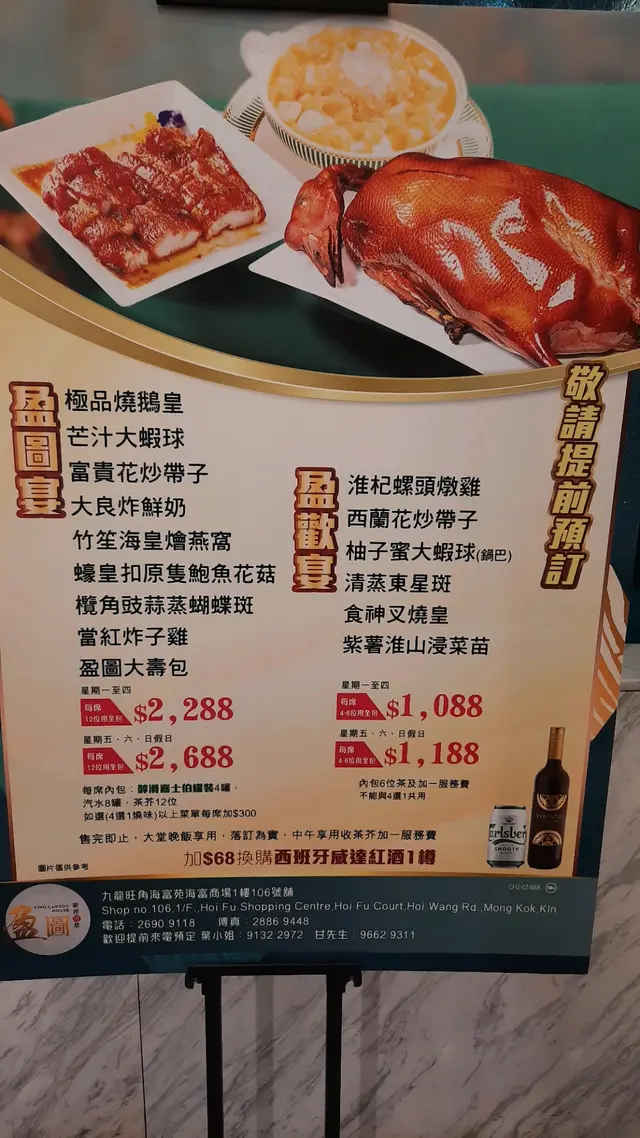 敬請提前預訂
盈圖宴
極品燒鵝皇
芒汁大蝦球
富貴花炒帶子
大良炸鮮奶
竹笙海皇燴燕窩
蠔皇扣原隻鮑魚花菇
欖角豉蒜蒸蝴蝶斑
當紅炸子雞
盈圖大壽包
星期一至四
每席
12位用全包
$2,288
星期五、六、日假日
每席
12位用全包
$2,688
每席內包：醇滑嘉士伯罐裝4罐，
汽水8罐，茶芥12位
如選(4選1燒味)以上菜單每席加$300
盈歡宴
淮杞螺頭燉雞
西蘭花炒帶子
柚子蜜大蝦球(鍋巴)
清蒸東星斑
食神叉燒皇
紫薯淮山浸菜苗
星期一至四
每席
4-6位用全包
$1,088
星期五、六、日假日
每席
4-6位用全包
$1,188
內包6位茶及加一服務費
不能與4選1共用
Carlsberg
SMOOTH
售完即止，大堂晚飯享用，落訂為實、中午享用收茶芥加一服務費
加$68換購西班牙威達紅酒1樽
圖片僅供參考
YING CANTON
HOUSE
盈圖
九龍旺角海富苑海富商場1樓106號舖
Shop no.106,1/F.,Hoi Fu Shopping Centre,Hoi Fu Court,Hoi Wang Rd ,Mong Kok,Kln
電話：2690 9118 傳真：2886 9448
歡迎提前來電預定 葉小姐：9132 2972 甘先生：9662 9311